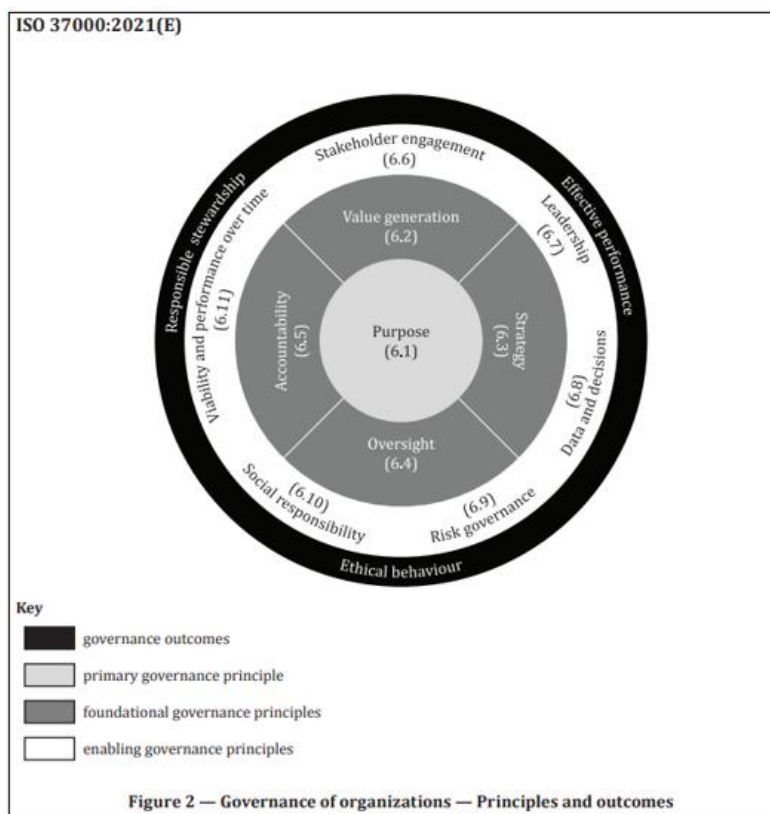 ISO 37000:2021(E)
Responsible stewardship
Effective performance
Ethical behaviour
Stakeholder engagement
(6.6)
Leadership
(6.7)
(6.8)
Data and decisions
(6.9)
Risk governance
(6.10)
Social responsibility
Viability and performance over time
(6.11)
Value generation
(6.2)
Strategy
(6.3)
Oversight
(6.4)
Accountability
(6.5)
Purpose
(6.1)
Key
governance outcomes
primary governance principle
foundational governance principles
enabling governance principles
Figure 2 — Governance of organizations — Principles and outcomes